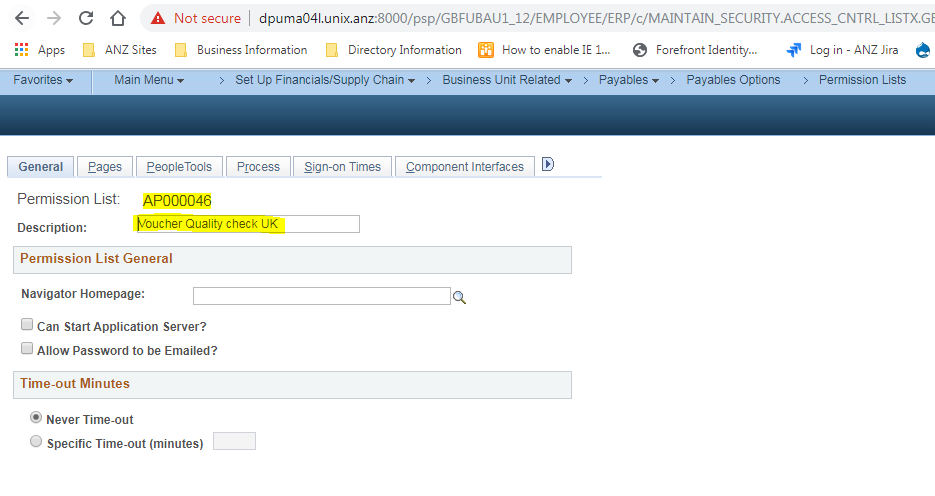 Not secure | dpuma04l.unix.anz:8000/psp/GBFUBAU1_12/EMPLOYEE/ERP/c/MAINTAIN_SECURITY.ACCESS_CNTRL_LISTX.GE
Apps ANZ Sites Business Information Directory Information How to enable IE 1... Forefront Identity... Log in - ANZ Jira
Favorites Main Menu > Set Up Financials/Supply Chain > Business Unit Related > Payables > Payables Options > Permission Lists
General Pages PeopleTools Process Sign-on Times Component Interfaces
Permission List: AP000046
Description: Voucher Quality check UK
Permission List General
Navigator Homepage:
Can Start Application Server?
Allow Password to be Emailed?
Time-out Minutes
Never Time-out
Specific Time-out (minutes)